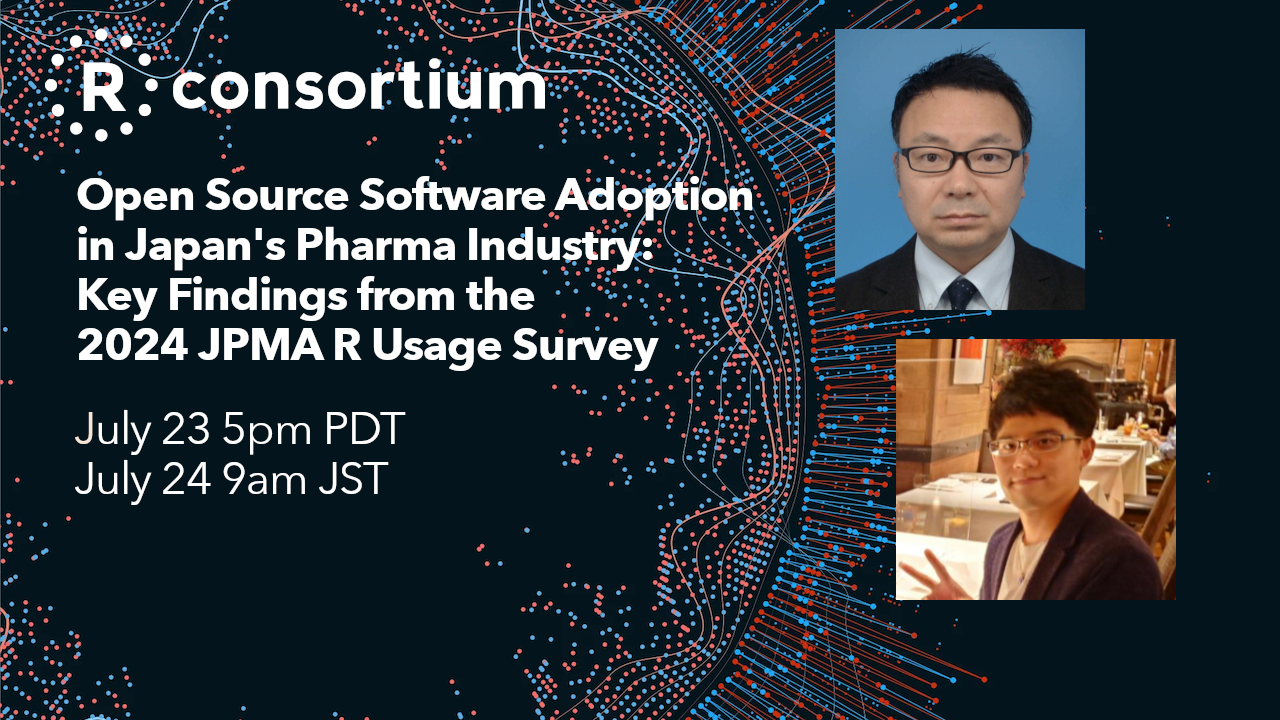 R consortium
Open Source Software Adoption
in Japan's Pharma Industry:
Key Findings from the
2024 JPMA R Usage Survey
July 23 5pm PDT
July 24 9am JST